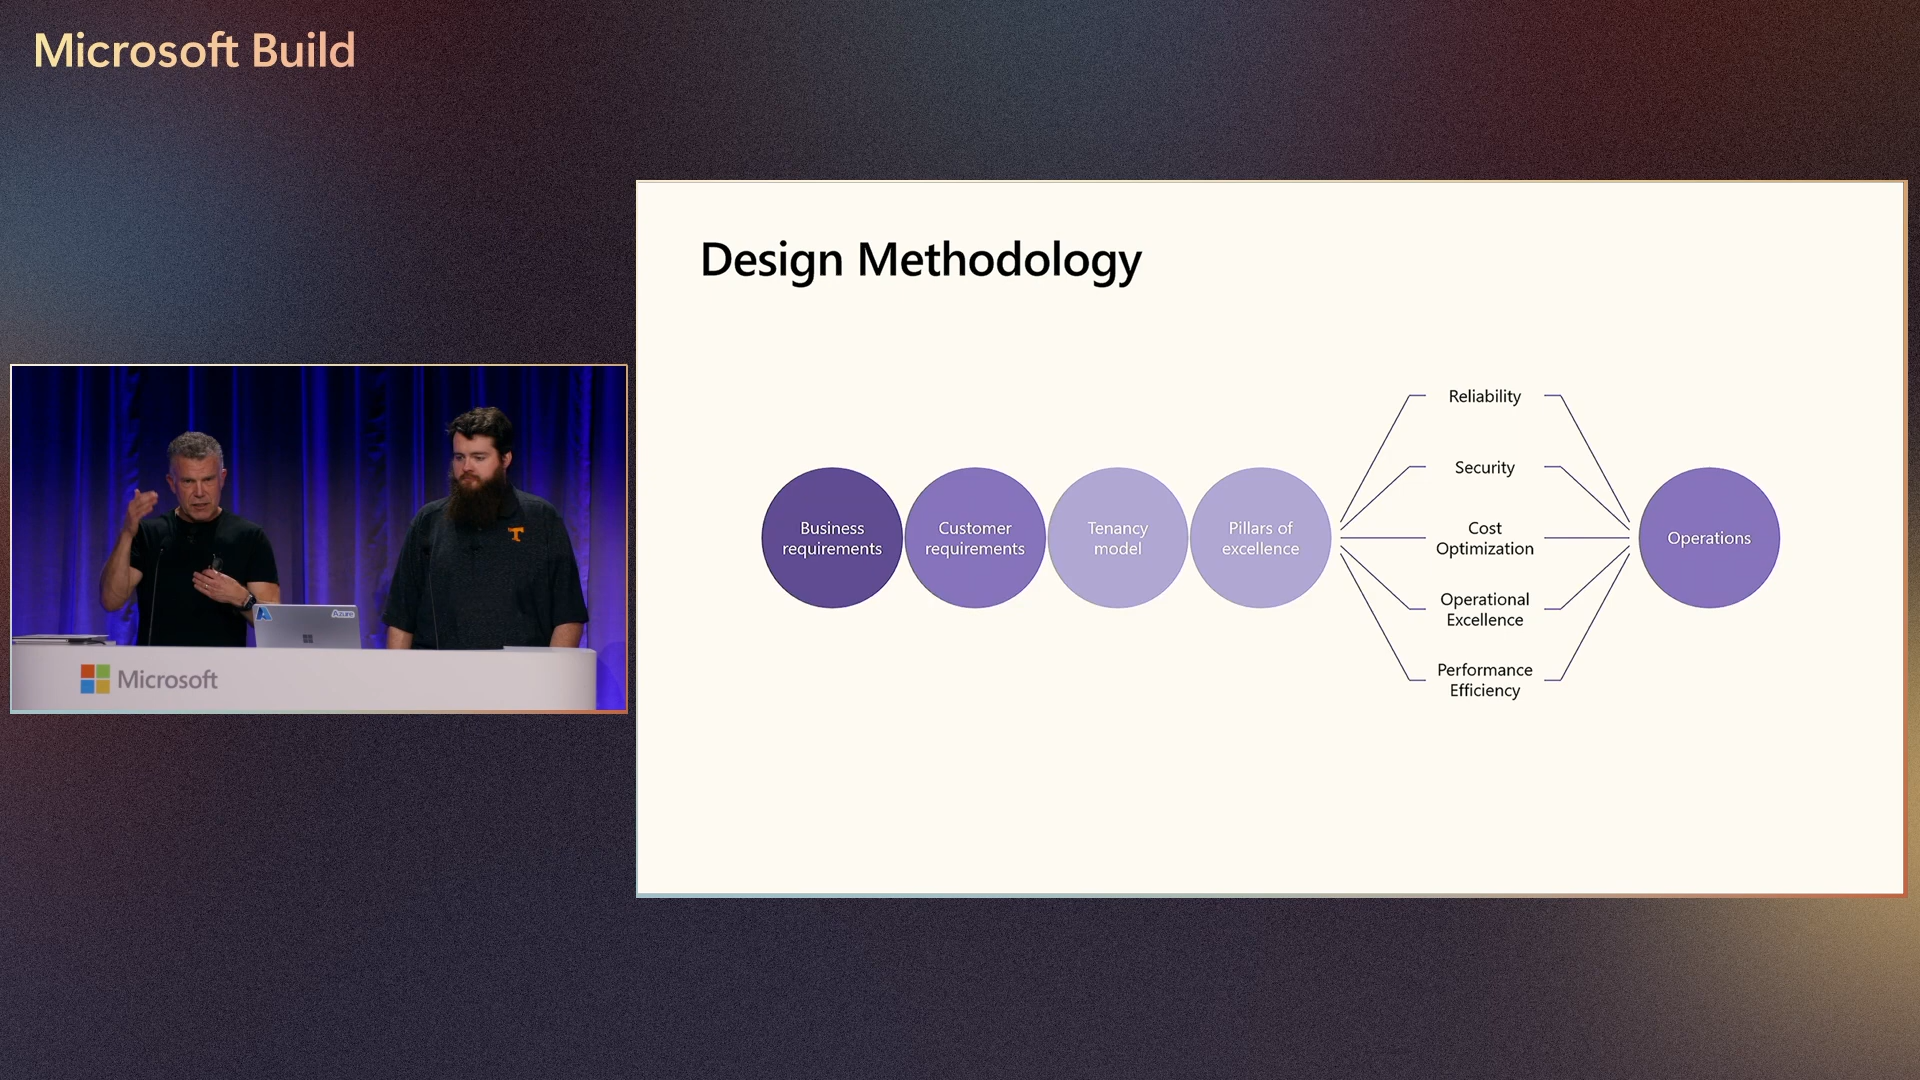 Microsoft Build
Design Methodology
Business
requirements
Customer
requirements
Tenancy
model
Pillars of
excellence
Reliability
Security
Cost
Optimization
Operational
Excellence
Performance
Efficiency
Operations
T
Azure
Microsoft